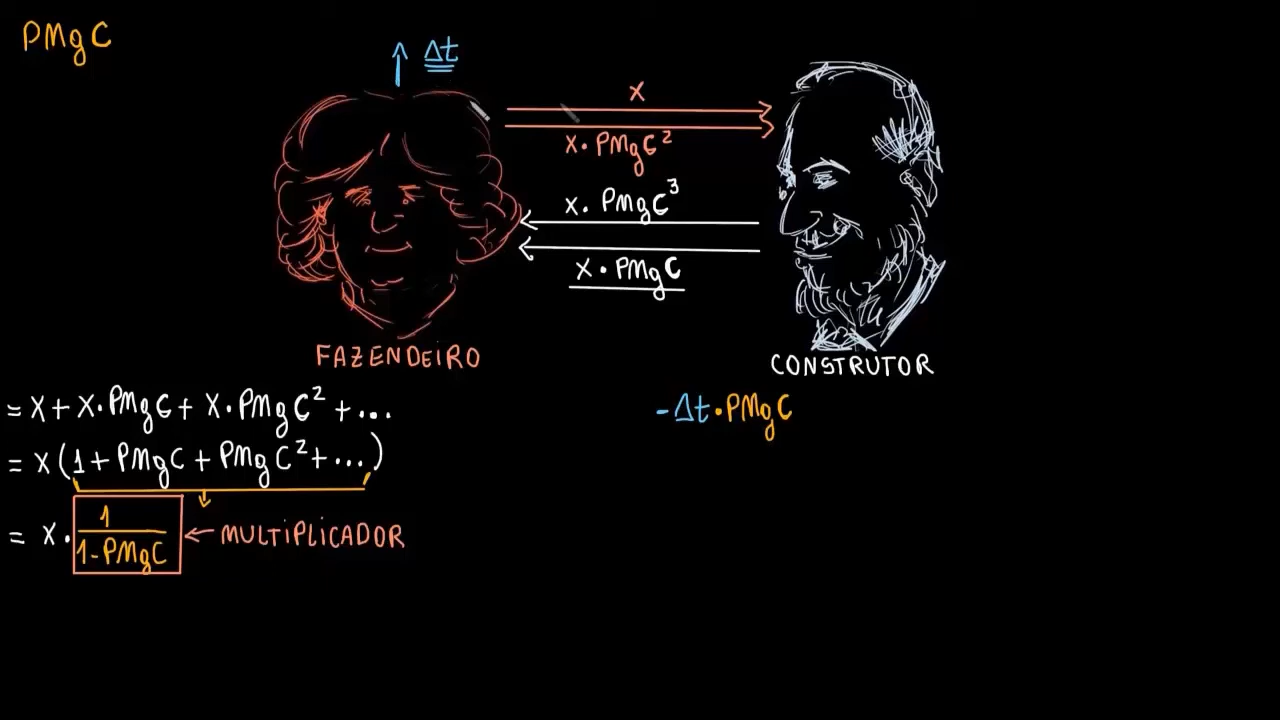 PMgC
Δt
x
x·PMgC²
x·PMgC³
x·PMgC
FAZENDEIRO
CONSTRUTOR
= x + x·PMgC + x·PMgC² + ...
-Δt·PMgC
= x(1 + PMgC + PMgC² + ...)
= x· 1/1-PMgC ← MULTIPLICADOR